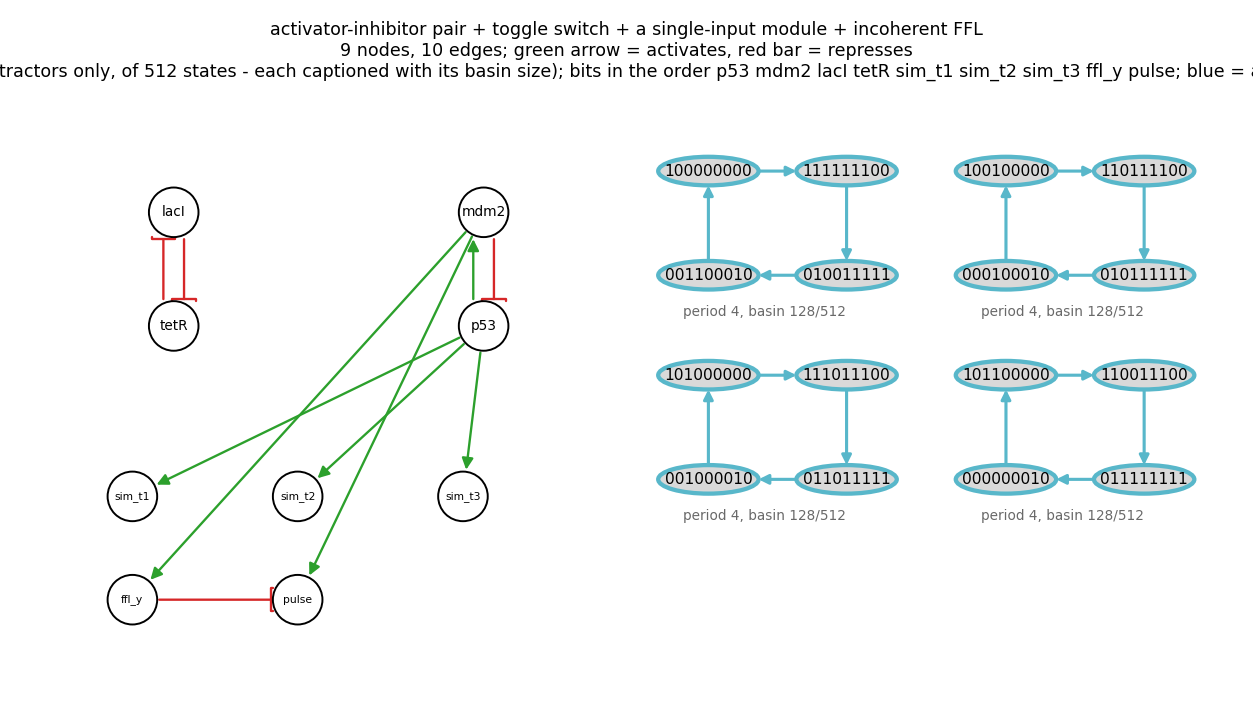 activator-inhibitor pair + toggle switch + a single-input module + incoherent FFL
9 nodes, 10 edges; green arrow = activates, red bar = represses
only, of 512 states - each captioned with its basin size); bits in the order p53 mdm2 lacI tetR sim_t1 sim_t2 sim_t3 ffl_y pulse; blue =
lacI
mdm2
tetR
p53
sim_t1
sim_t2
sim_t3
ffl_y
pulse
100000000
111111100
001100010
010011111
period 4, basin 128/512
100100000
110111100
000100010
010111111
period 4, basin 128/512
101000000
111011100
001000010
011011111
period 4, basin 128/512
101100000
110011100
000000010
011111111
period 4, basin 128/512